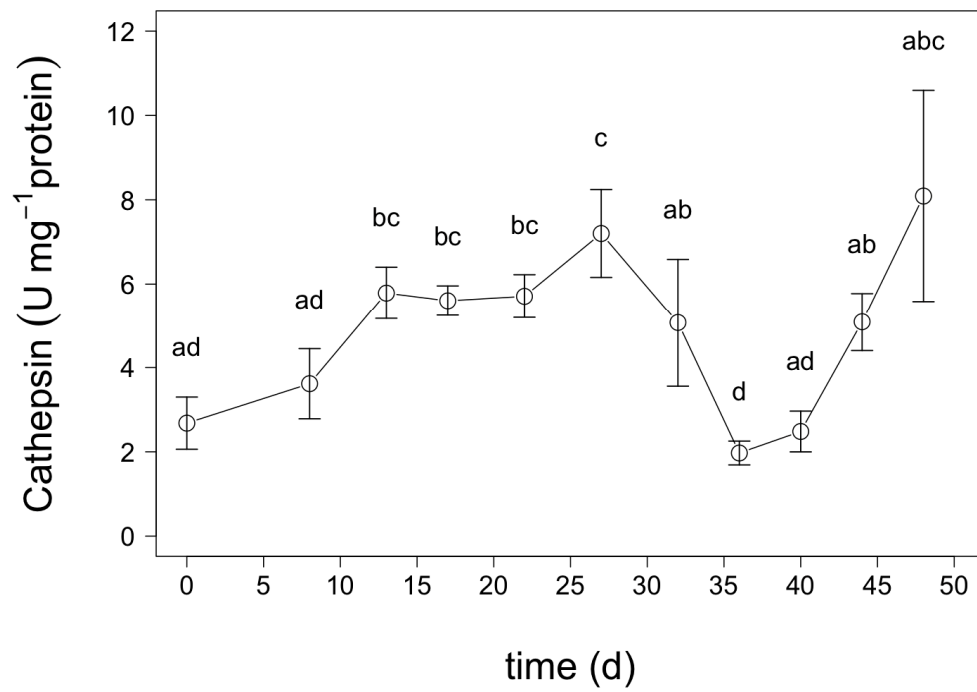 Cathepsin (U mg⁻¹protein)
12
10
8
6
4
2
0
ad
ad
bc
bc
bc
c
ab
d
ad
ab
abc
0 5 10 15 20 25 30 35 40 45 50
time (d)